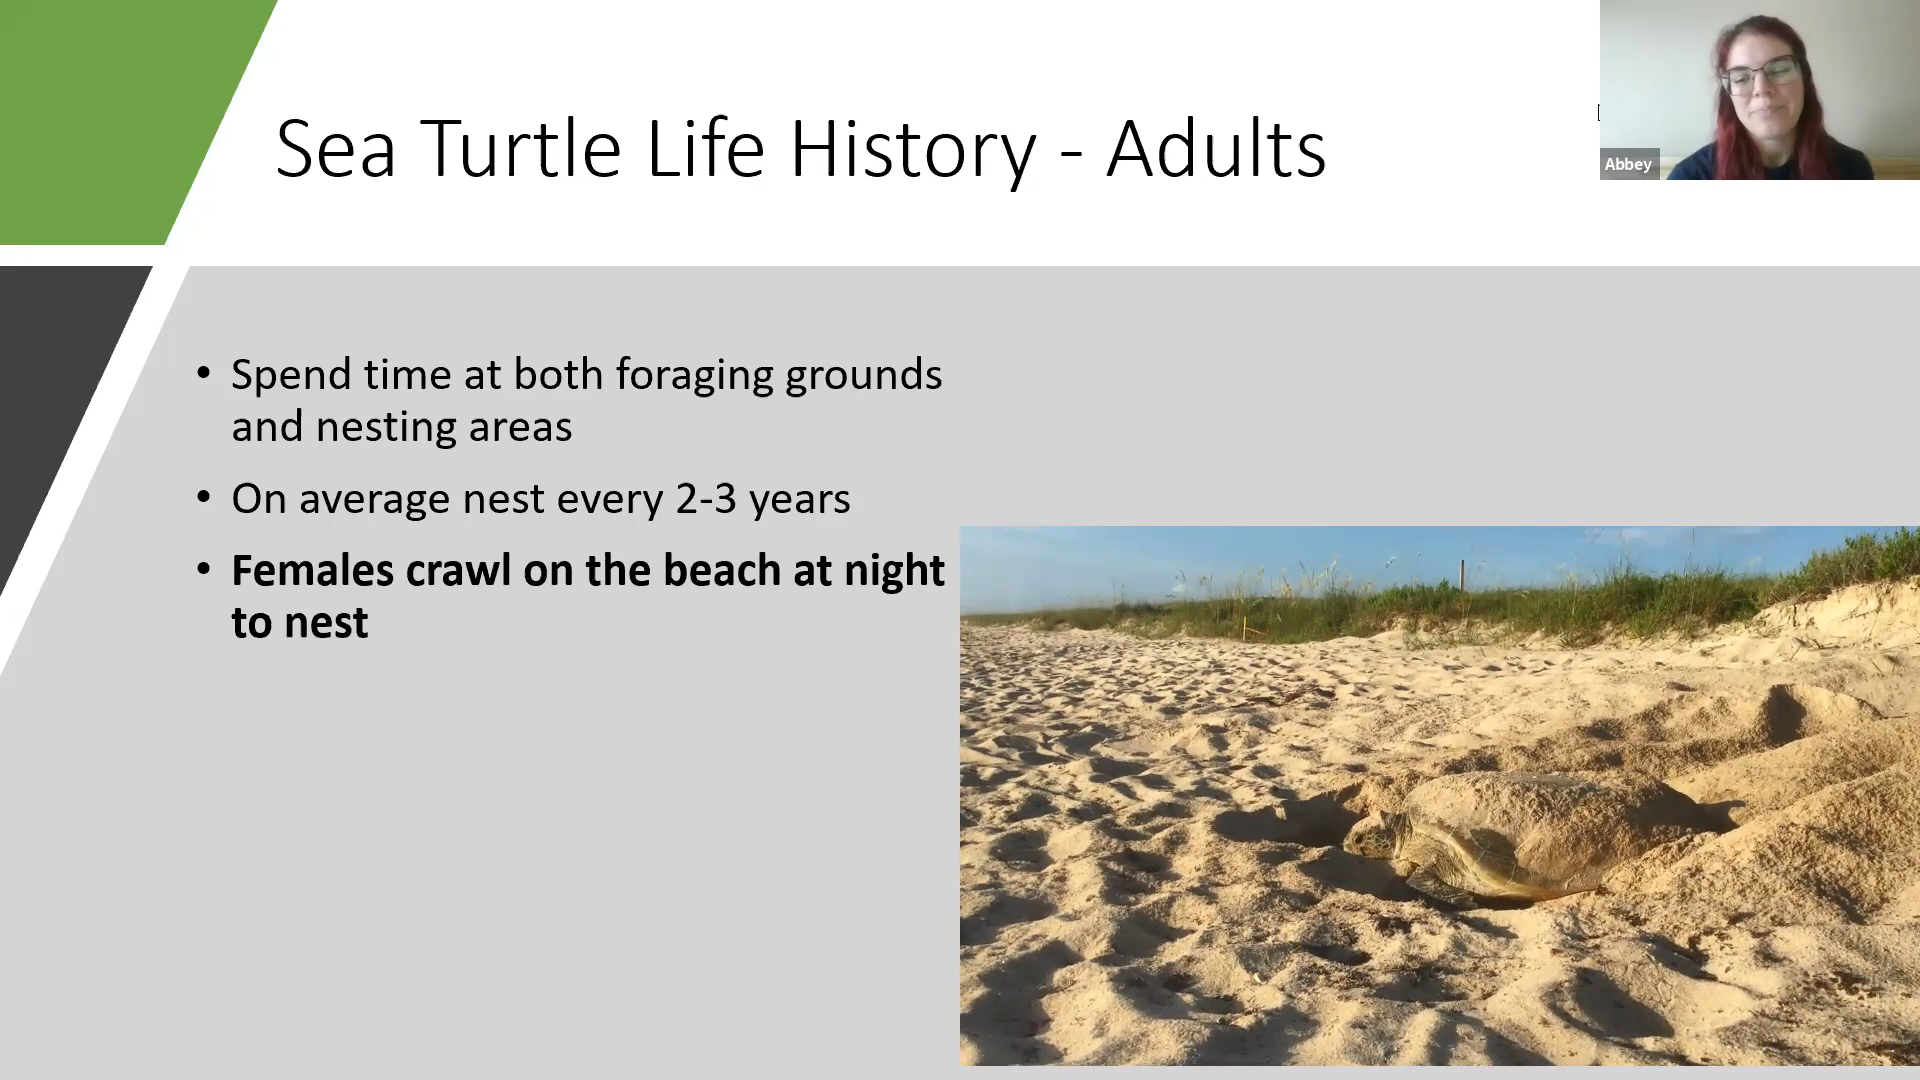 Sea Turtle Life History - Adults
Abbey
• Spend time at both foraging grounds
and nesting areas
• On average nest every 2-3 years
• Females crawl on the beach at night
to nest